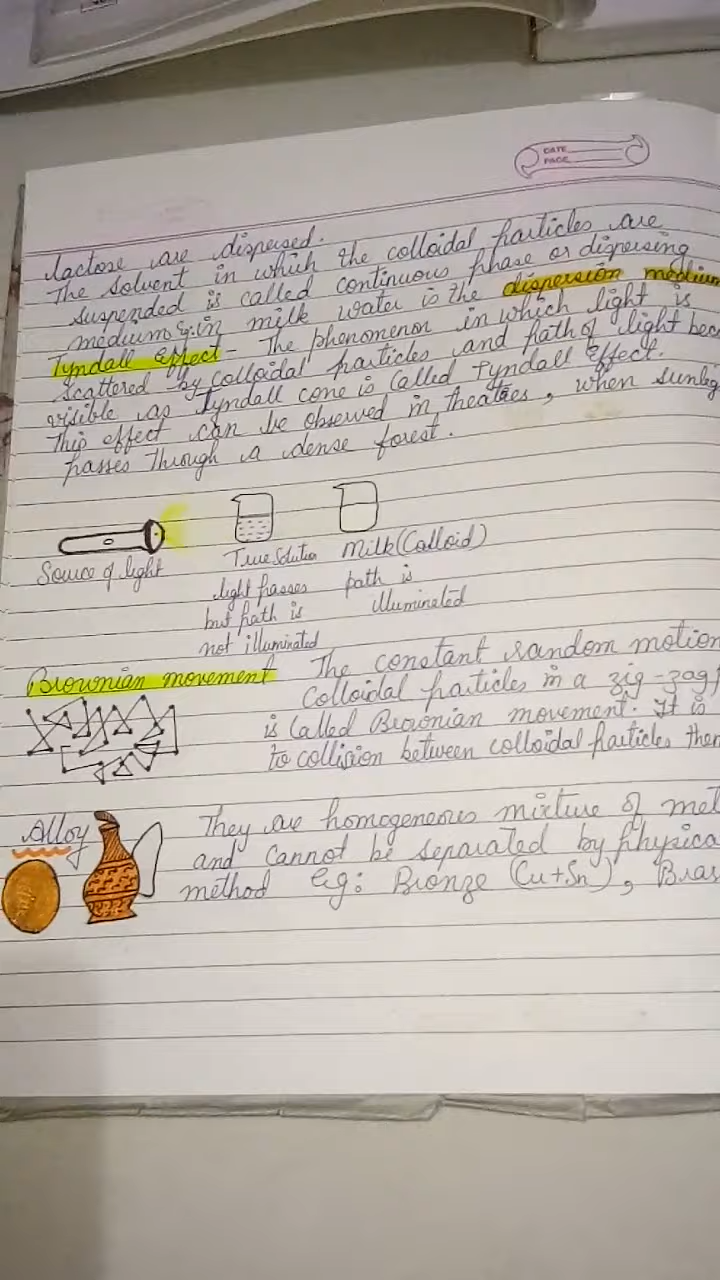 DATE
PAGE
lactose are dispersed.
The solvent in which the colloidal particles are
suspended is called continuous phase or dispersing
medium in milk water is the dispersion medium
Tyndall Effect - The phenomenon in which light is
scattered by colloidal particles and path of light bec
visible as Tyndall cone is called Tyndall Effect.
This effect can be observed in theatres, when sunlig
passes through a dense forest.
Source of light
True Solution
light passes
but path is
not illuminated
Milk (Colloid)
path is
illuminated
Brownian movement The constant random motion
Colloidal particles in a zig-zag
is called Brownian movement. It is
to collision between colloidal particles them
Alloy
They are homogeneous mixture of met
and cannot be separated by physica
method eg: Bronze (Cu+Sn), Bras